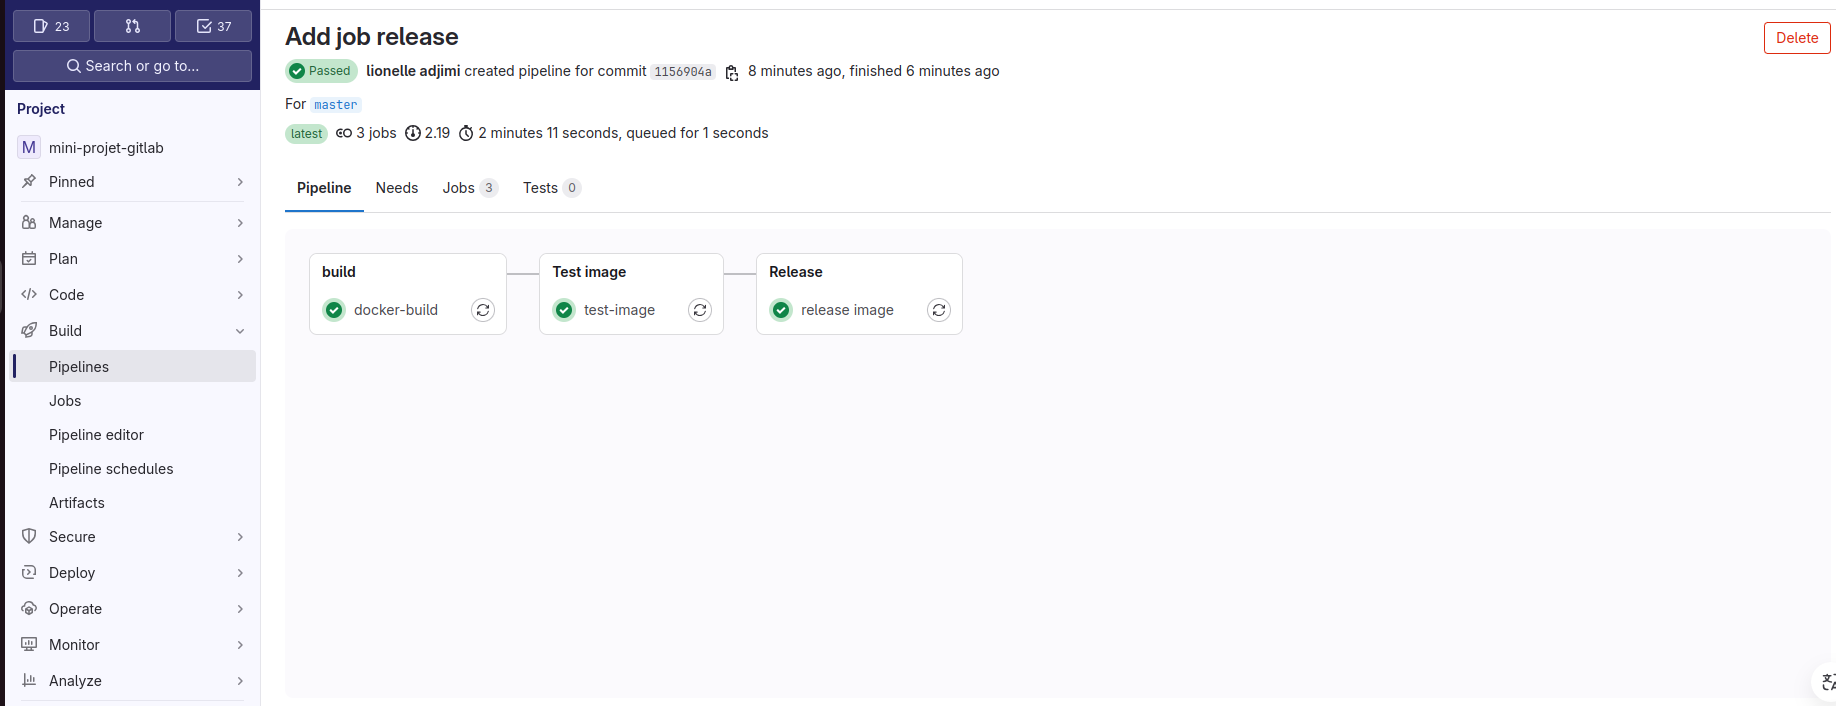 23
37
Search or go to...
Project
M mini-projet-gitlab
Pinned
Manage
Plan
Code
Build
Pipelines
Jobs
Pipeline editor
Pipeline schedules
Artifacts
Secure
Deploy
Operate
Monitor
Analyze
Add job release
Delete
Passed lionelle adjimi created pipeline for commit 1156904a 8 minutes ago, finished 6 minutes ago
For master
latest 3 jobs 2.19 2 minutes 11 seconds, queued for 1 seconds
Pipeline Needs Jobs 3 Tests 0
build
docker-build
Test image
test-image
Release
release image